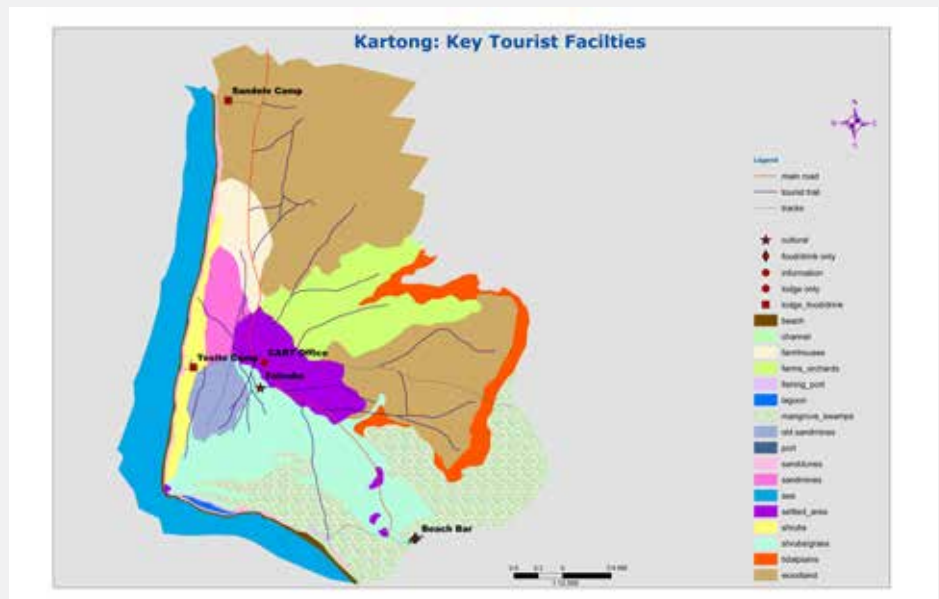 Kartong: Key Tourist Facilties
Sandele Camp
N
Legend
main road
tourist trail
tracks
cultural
food/drink only
information
lodge only
lodge_food/drink
beach
channel
farmhouses
farms_orchards
fishing_port
lagoon
mangrove_swamps
old sandmines
port
sanddunes
sandmines
sea
settled_area
shrubs
shrubs/grass
tidalplains
woodland
CART Office
Camp
Beach Bar